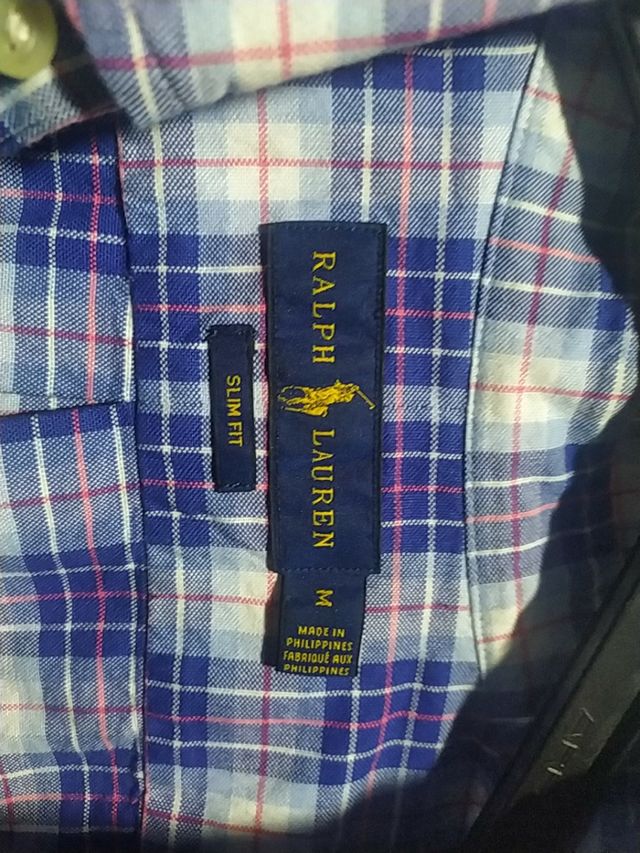 RALPH LAUREN
SLIM FIT
M
MADE IN
PHILIPPINES
FABRIQUÉ AUX
PHILIPPINES